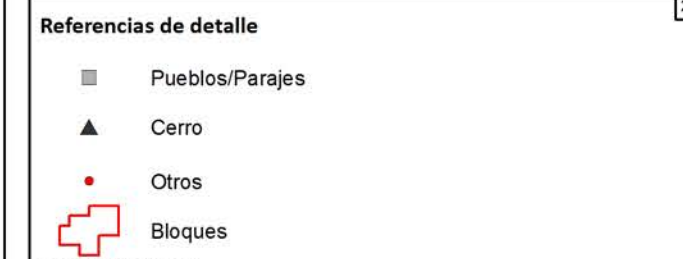 Referencias de detalle
Pueblos/Parajes
Cerro
Otros
Bloques